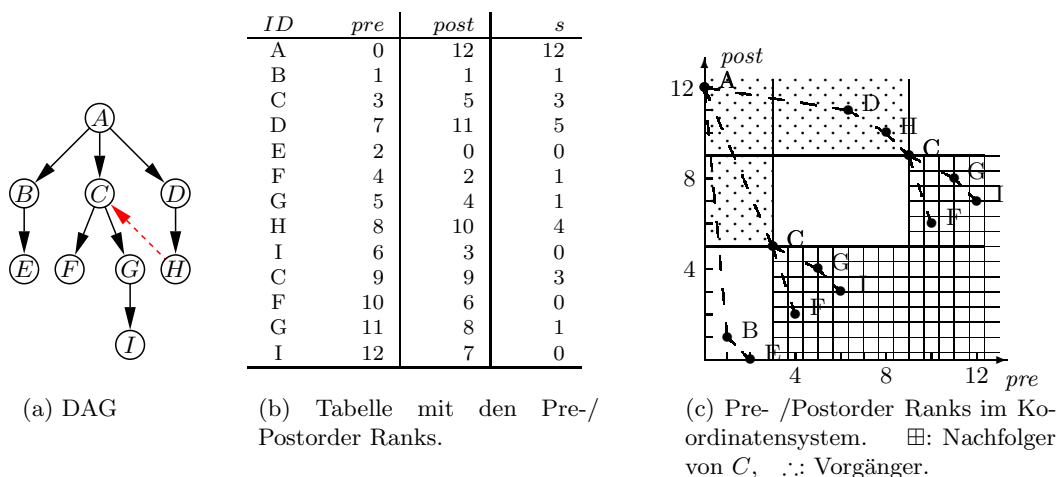 A
B
C
D
E
F
G
H
I
(a) DAG
ID pre post s
A 0 12 12
B 1 1 1
C 3 5 3
D 7 11 5
E 2 0 0
F 4 2 1
G 5 4 1
H 8 10 4
I 6 3 0
C 9 9 3
F 10 6 0
G 11 8 1
I 12 7 0
(b) Tabelle mit den Pre-/
Postorder Ranks.
post
12
A
D
H
C
8
G
I
F
C
4
G
I
F
B
E
4 8 12
pre
(c) Pre- /Postorder Ranks im Ko-
ordinatensystem. ⊞: Nachfolger
von C, ∴: Vorgänger.